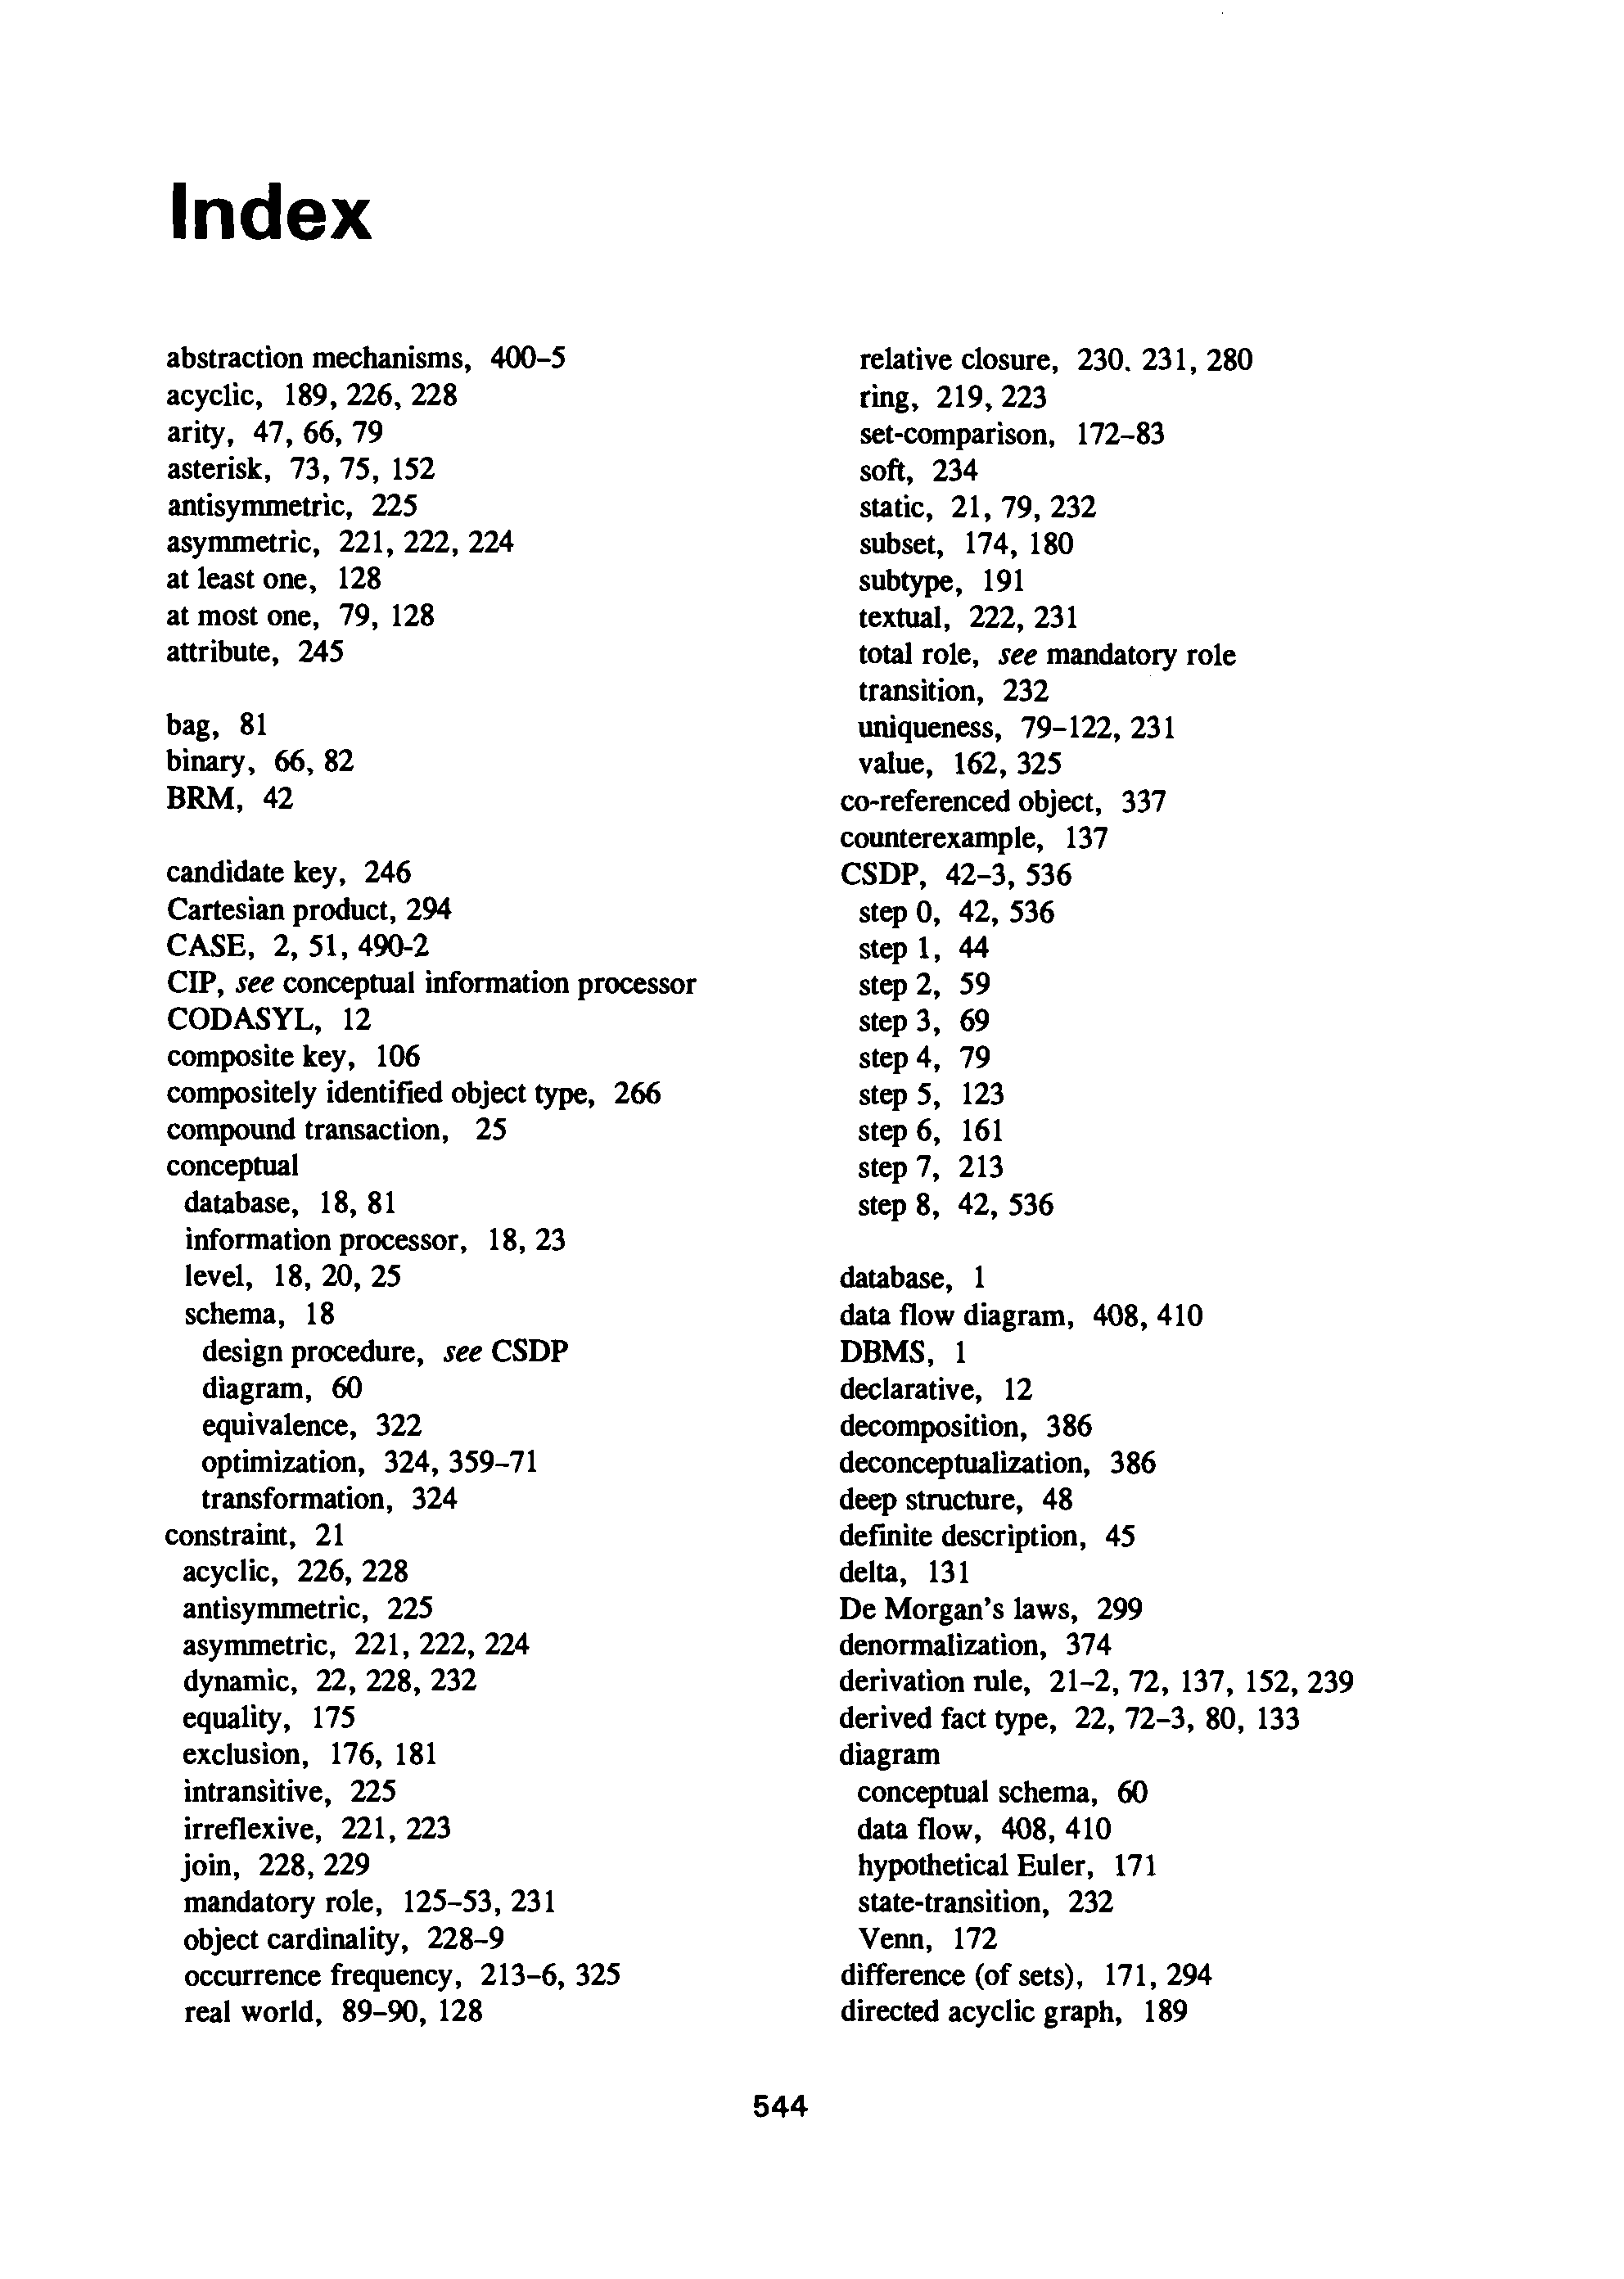 Index
abstraction mechanisms, 400–5
acyclic, 189, 226, 228
arity, 47, 66, 79
asterisk, 73, 75, 152
antisymmetric, 225
asymmetric, 221, 222, 224
at least one, 128
at most one, 79, 128
attribute, 245
bag, 81
binary, 66, 82
BRM, 42
candidate key, 246
Cartesian product, 294
CASE, 2, 51, 490-2
CIP, see conceptual information processor
CODASYL, 12
composite key, 106
compositely identified object type, 266
compound transaction, 25
conceptual
database, 18, 81
information processor, 18, 23
level, 18, 20, 25
schema, 18
design procedure, see CSDP
diagram, 60
equivalence, 322
optimization, 324, 359–71
transformation, 324
constraint, 21
acyclic, 226, 228
antisymmetric, 225
asymmetric, 221, 222, 224
dynamic, 22, 228, 232
equality, 175
exclusion, 176, 181
intransitive, 225
irreflexive, 221, 223
join, 228, 229
mandatory role, 125–53, 231
object cardinality, 228–9
occurrence frequency, 213–6, 325
real world, 89–90, 128
relative closure, 230. 231, 280
ring, 219, 223
set-comparison, 172–83
soft, 234
static, 21, 79, 232
subset, 174, 180
subtype, 191
textual, 222, 231
total role, see mandatory role
transition, 232
uniqueness, 79–122, 231
value, 162, 325
co-referenced object, 337
counterexample, 137
CSDP, 42–3, 536
step 0, 42, 536
step 1, 44
step 2, 59
step 3, 69
step 4, 79
step 5, 123
step 6, 161
step 7, 213
step 8, 42, 536
database, 1
data flow diagram, 408, 410
DBMS, 1
declarative, 12
decomposition, 386
deconceptualization, 386
deep structure, 48
definite description, 45
delta, 131
De Morgan's laws, 299
denormalization, 374
derivation rule, 21–2, 72, 137, 152, 239
derived fact type, 22, 72–3, 80, 133
diagram
conceptual schema, 60
data flow, 408, 410
hypothetical Euler, 171
state-transition, 232
Venn, 172
difference (of sets), 171, 294
directed acyclic graph, 189
544